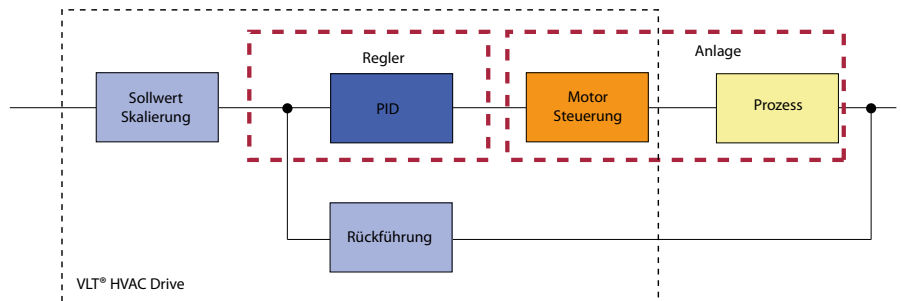 Regler
Anlage
Sollwert
Skalierung
PID
Motor
Steuerung
Prozess
Rückführung
VLT® HVAC Drive